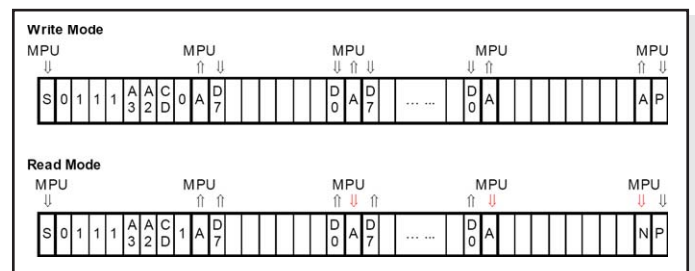 Write Mode
MPU MPU MPU MPU MPU
⇓ ⇑ ⇓ ⇓ ⇑ ⇓ ⇓ ⇑ ⇑ ⇓
S 0 1 1 1 A3 A2 CD 0 A D7 D0 A D7 ... ... D0 A A P
Read Mode
MPU MPU MPU MPU MPU
⇓ ⇑ ⇑ ⇑ ⇓ ⇑ ⇑ ⇓ ⇓ ⇓
S 0 1 1 1 A3 A2 CD 1 A D7 D0 A D7 ... ... D0 A N P